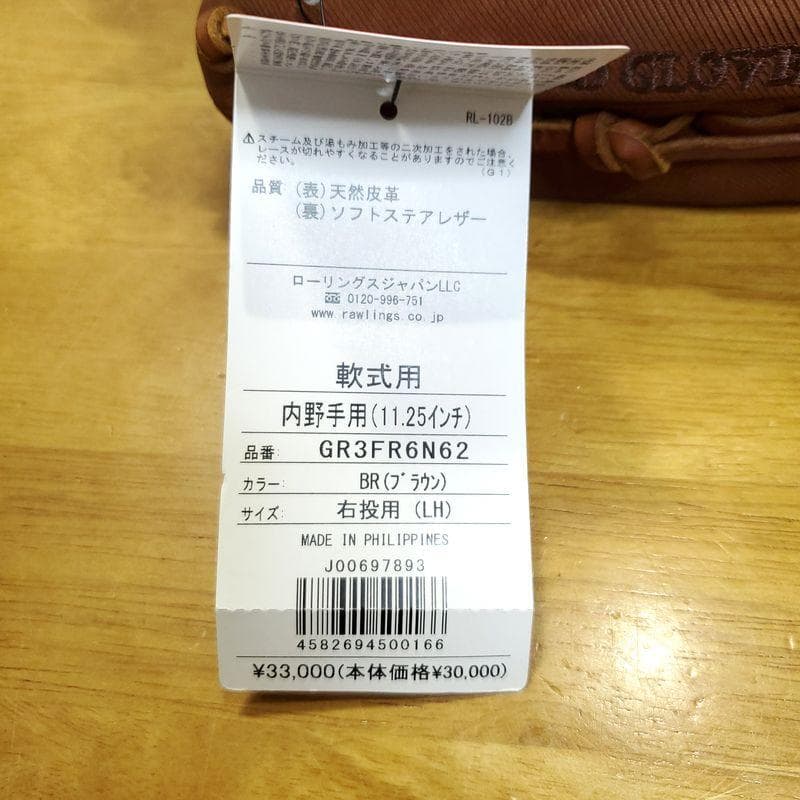 GLOVE
RL-102B
⚠スチーム及び湯もみ加工等の二次加工をされた場合、
レースが切れやすくなることがありますのでご注意く
ださい。
(G1)
品質 (表)天然皮革
(裏)ソフトステアレザー
ローリングスジャパンLLC
0120-996-751
www.rawlings.co.jp
軟式用
内野手用(11.25インチ)
品番: GR3FR6N62
カラー: BR(ブラウン)
サイズ: 右投用 (LH)
MADE IN PHILIPPINES
J00697893
4582694500166
¥33,000(本体価格¥30,000)